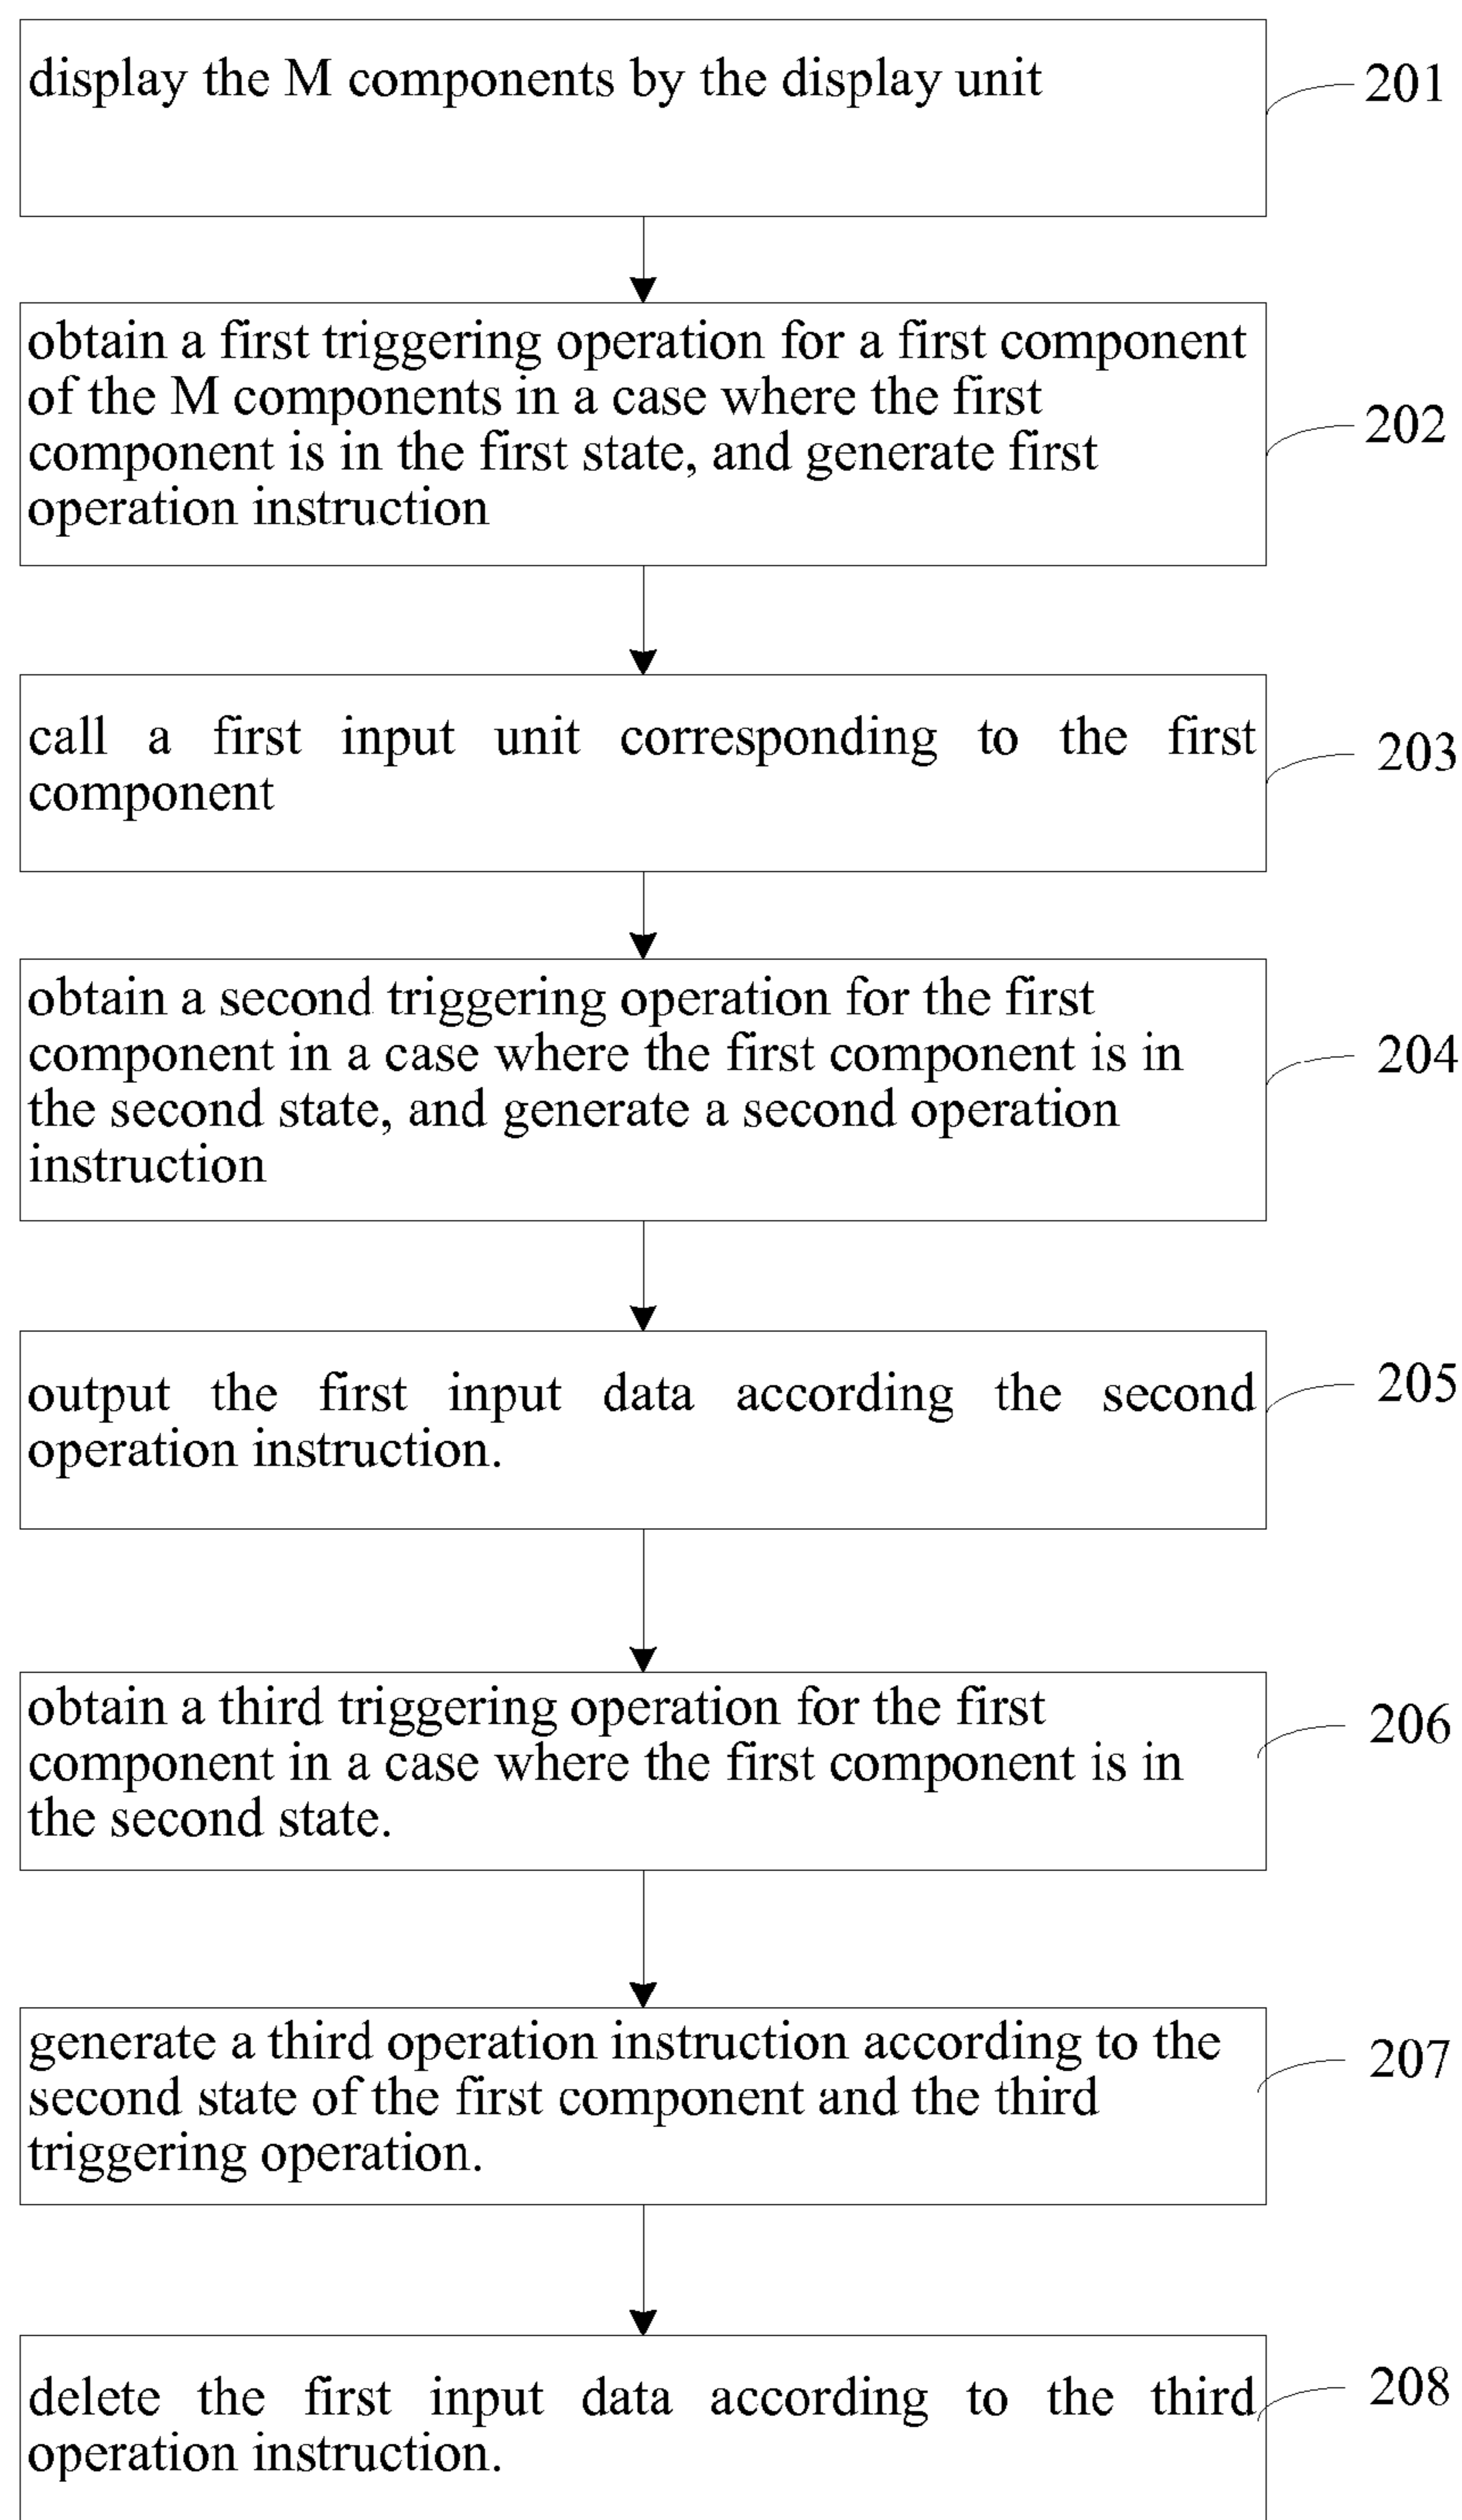 display the M components by the display unit
201
obtain a first triggering operation for a first component
of the M components in a case where the first
component is in the first state, and generate first
operation instruction
202
call a first input unit corresponding to the first
component
203
obtain a second triggering operation for the first
component in a case where the first component is in
the second state, and generate a second operation
instruction
204
output the first input data according the second
operation instruction.
205
obtain a third triggering operation for the first
component in a case where the first component is in
the second state.
206
generate a third operation instruction according to the
second state of the first component and the third
triggering operation.
207
delete the first input data according to the third
operation instruction.
208